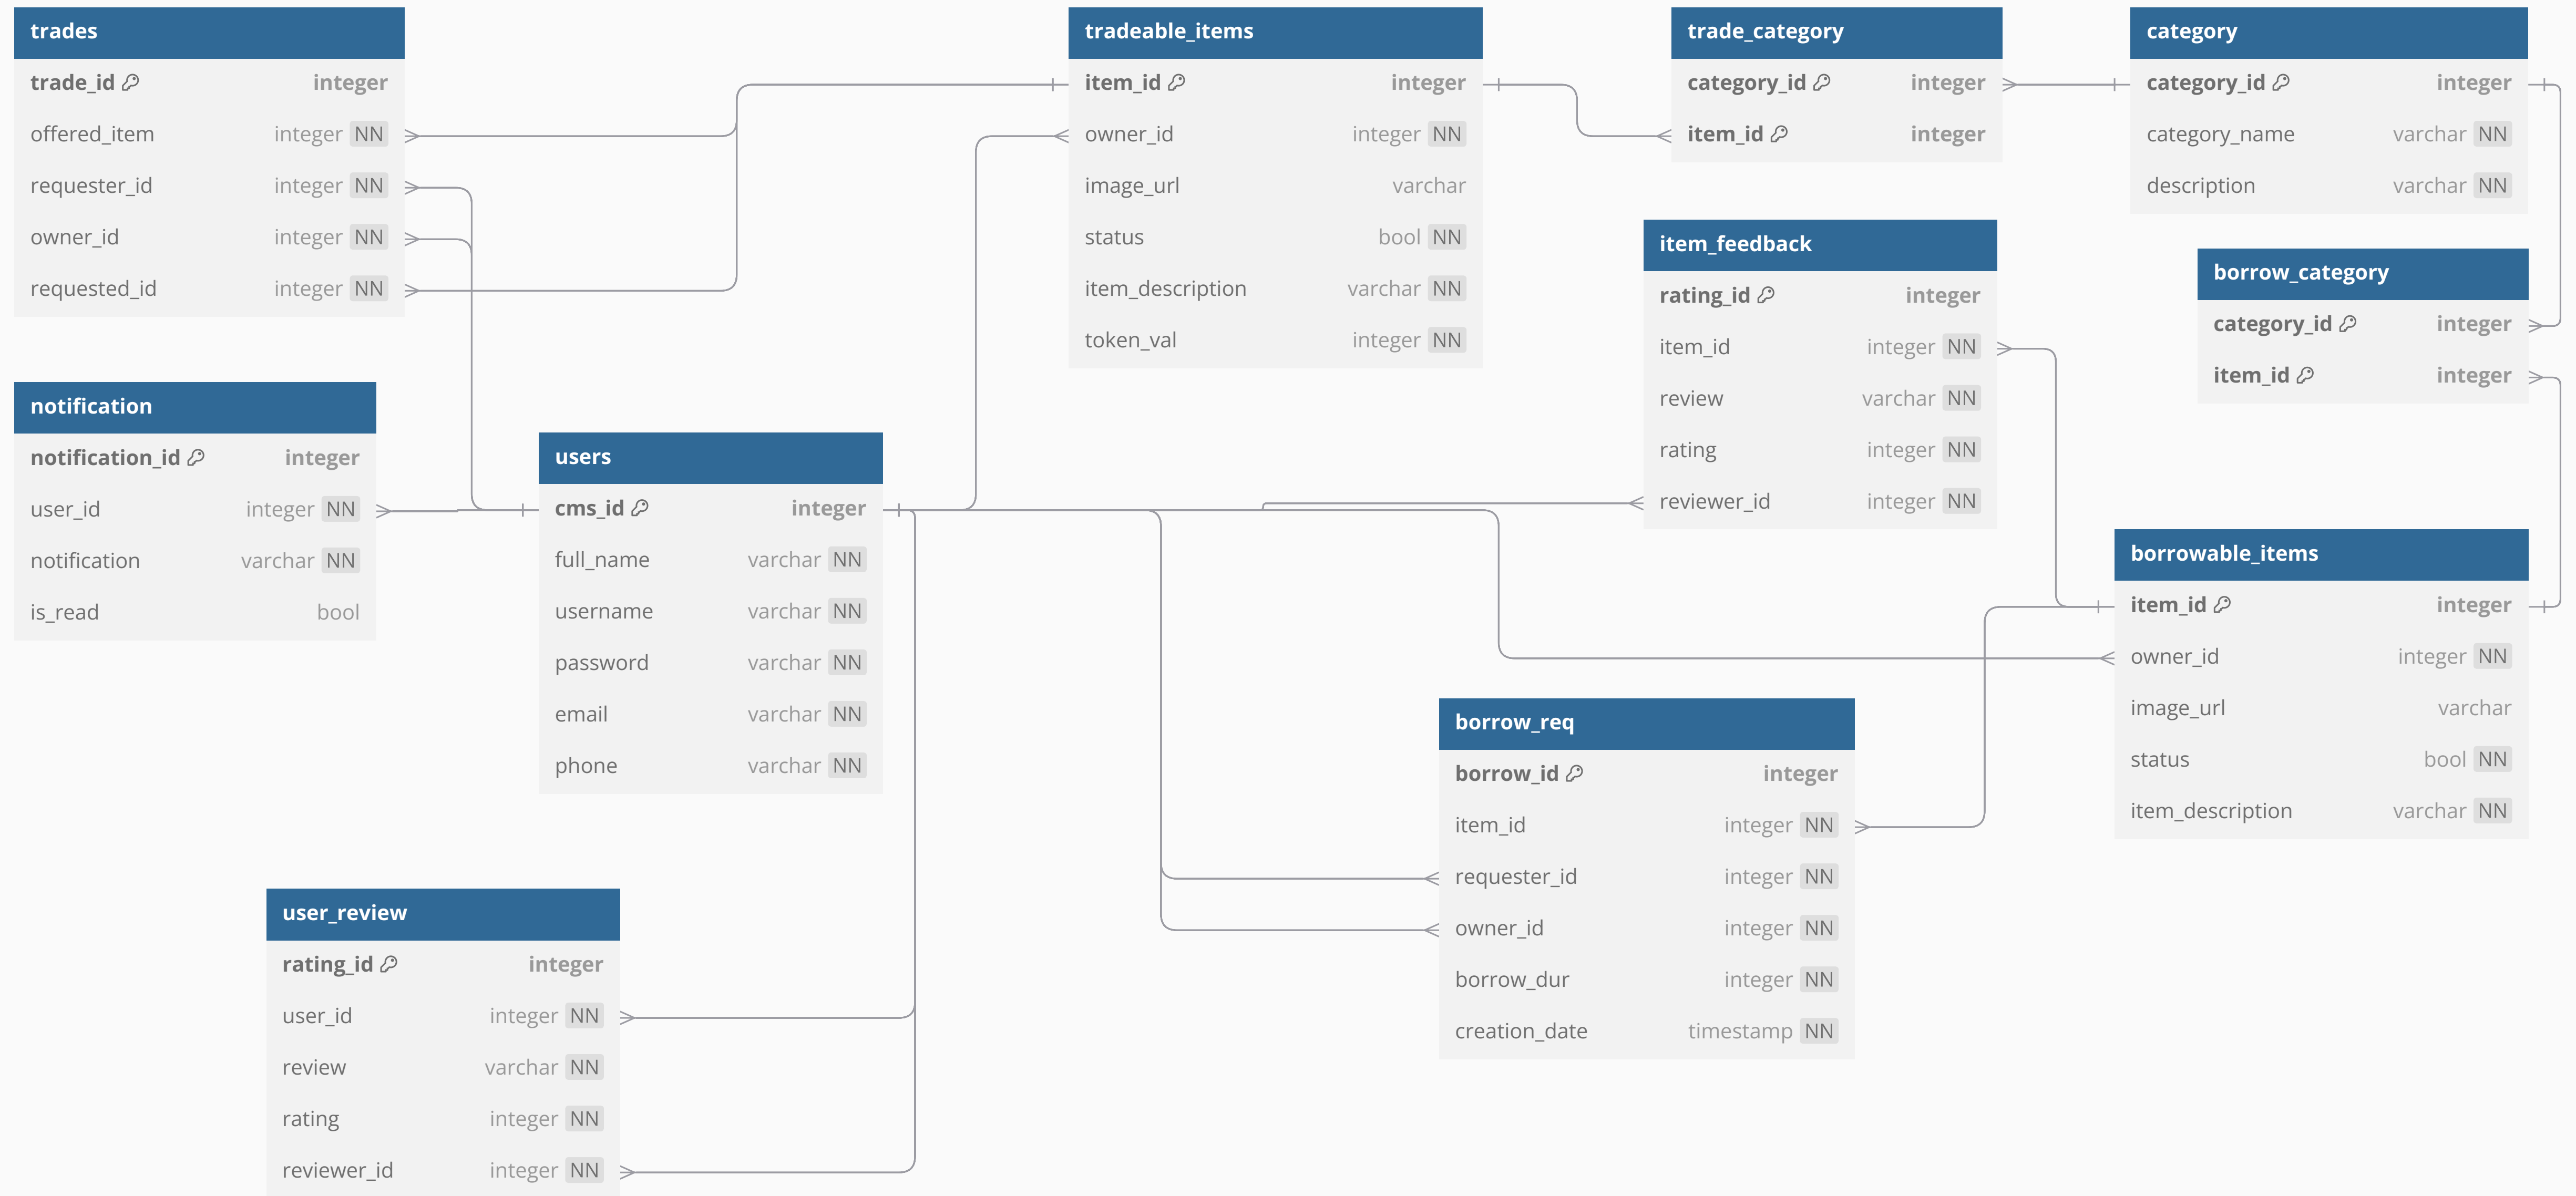 trades
trade_id integer
offered_item integer NN
requester_id integer NN
owner_id integer NN
requested_id integer NN
tradeable_items
item_id integer
owner_id integer NN
image_url varchar
status bool NN
item_description varchar NN
token_val integer NN
trade_category
category_id integer
item_id integer
category
category_id integer
category_name varchar NN
description varchar NN
item_feedback
rating_id integer
item_id integer NN
review varchar NN
rating integer NN
reviewer_id integer NN
borrow_category
category_id integer
item_id integer
notification
notification_id integer
user_id integer NN
notification varchar NN
is_read bool
users
cms_id integer
full_name varchar NN
username varchar NN
password varchar NN
email varchar NN
phone varchar NN
borrowable_items
item_id integer
owner_id integer NN
image_url varchar
status bool NN
item_description varchar NN
borrow_req
borrow_id integer
item_id integer NN
requester_id integer NN
owner_id integer NN
borrow_dur integer NN
creation_date timestamp NN
user_review
rating_id integer
user_id integer NN
review varchar NN
rating integer NN
reviewer_id integer NN